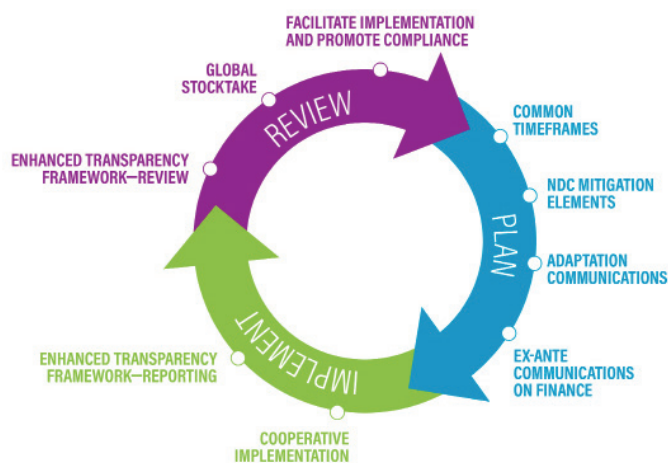 FACILITATE IMPLEMENTATION
AND PROMOTE COMPLIANCE
GLOBAL
STOCKTAKE
REVIEW
ENHANCED TRANSPARENCY
FRAMEWORK—REVIEW
COMMON
TIMEFRAMES
NDC MITIGATION
ELEMENTS
PLAN
ADAPTATION
COMMUNICATIONS
EX-ANTE
COMMUNICATIONS
ON FINANCE
IMPLEMENT
ENHANCED TRANSPARENCY
FRAMEWORK—REPORTING
COOPERATIVE
IMPLEMENTATION